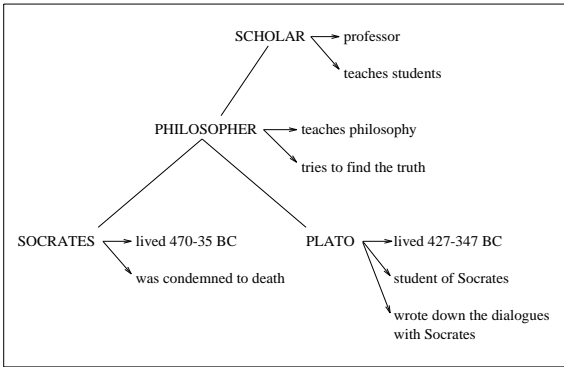 SCHOLAR professor
teaches students
PHILOSOPHER teaches philosophy
tries to find the truth
SOCRATES lived 470-35 BC
was condemned to death
PLATO lived 427-347 BC
student of Socrates
wrote down the dialogues
with Socrates